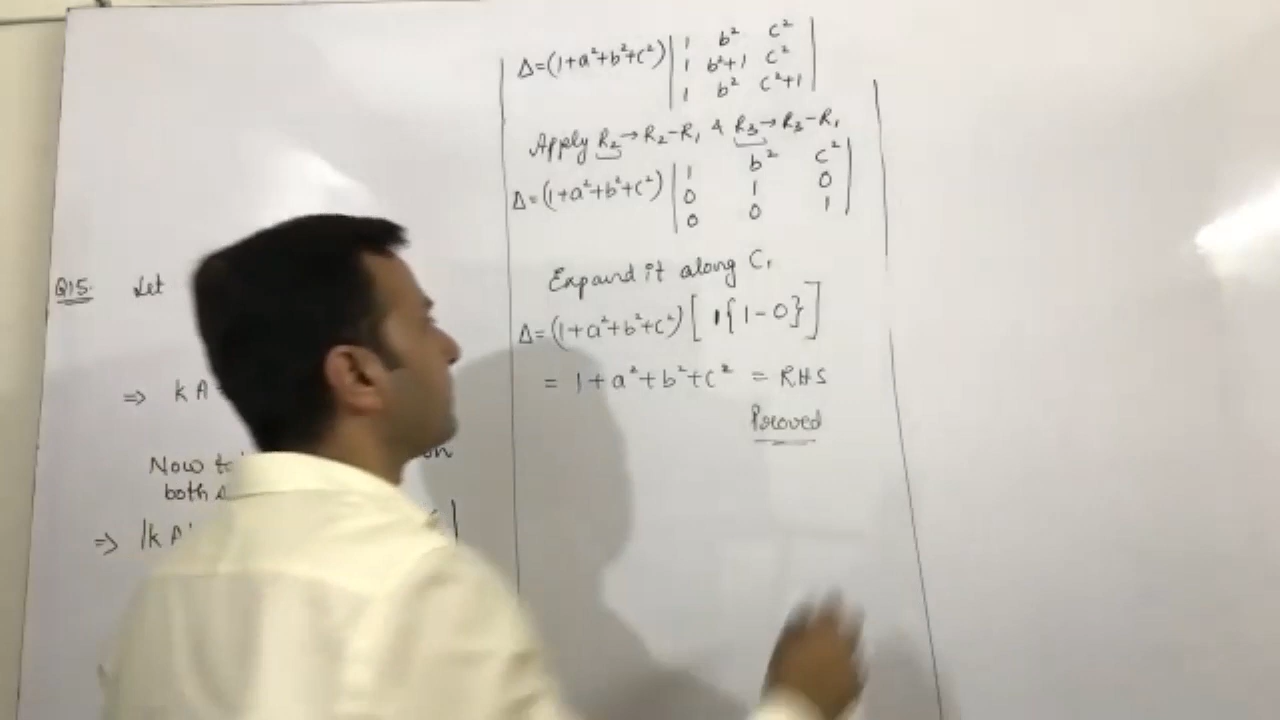 Q15. Let
⇒ kA
Now
both
⇒ |kA
Δ=(1+a²+b²+c²) | 1 b² c² |
| 1 b²+1 c² |
| 1 b² c²+1 |
Apply R₂→R₂-R₁ & R₃→R₃-R₁
Δ=(1+a²+b²+c²) | 1 b² c² |
| 0 1 0 |
| 0 0 1 |
Expand it along C₁
Δ=(1+a²+b²+c²)[1{1-0}]
= 1+a²+b²+c² = RHS
Proved